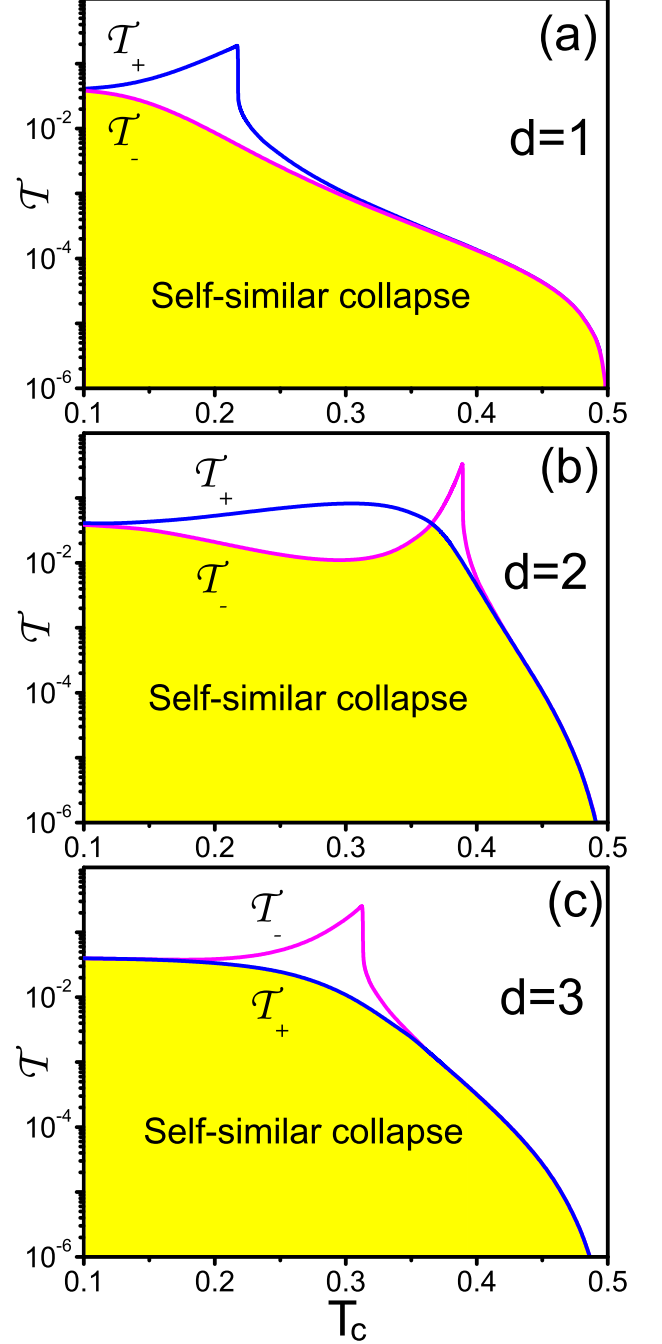 (a)
𝒯+
10-2
𝒯-
d=1
𝒯
10-4
Self-similar collapse
10-6
0.1 0.2 0.3 0.4 0.5
(b)
𝒯+
10-2
𝒯-
d=2
𝒯
10-4
Self-similar collapse
10-6
0.1 0.2 0.3 0.4 0.5
(c)
𝒯-
10-2
𝒯+
d=3
𝒯
10-4
Self-similar collapse
10-6
0.1 0.2 0.3 0.4 0.5
Tc